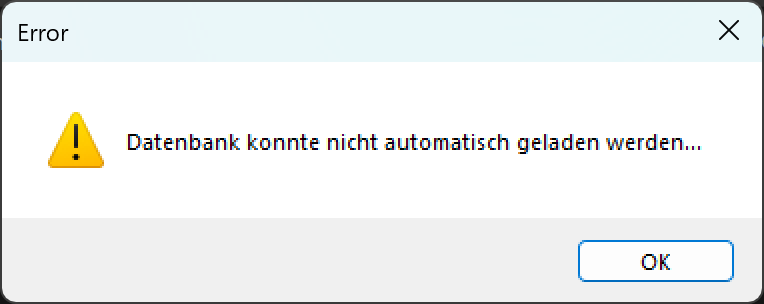 Error
Datenbank konnte nicht automatisch geladen werden...
OK